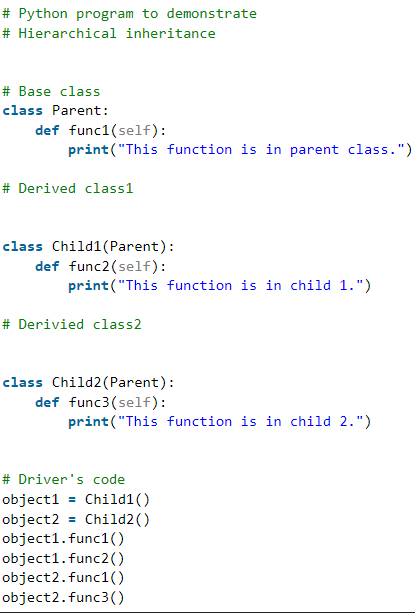 # Python program to demonstrate
# Hierarchical inheritance
# Base class
class Parent:
    def func1(self):
        print("This function is in parent class.")
# Derived class1
class Child1(Parent):
    def func2(self):
        print("This function is in child 1.")
# Derivied class2
class Child2(Parent):
    def func3(self):
        print("This function is in child 2.")
# Driver's code
object1 = Child1()
object2 = Child2()
object1.func1()
object1.func2()
object2.func1()
object2.func3()